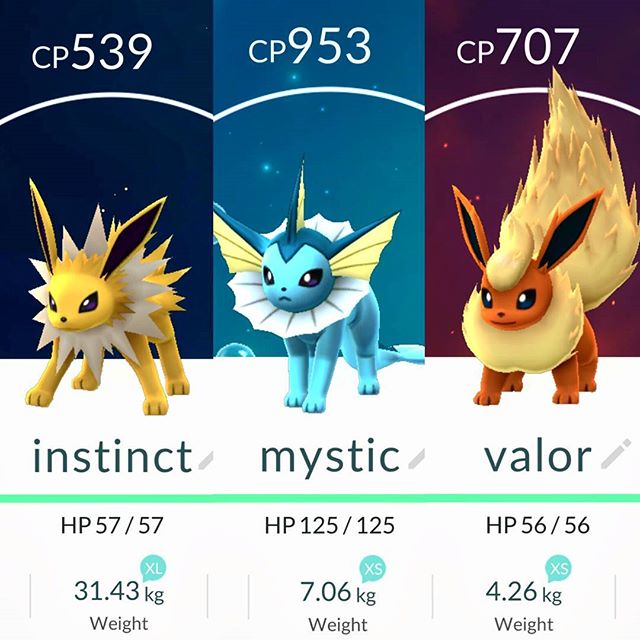 CP539
instinct
HP 57 / 57
XL
31.43 kg
Weight
CP953
mystic
HP 125 / 125
XS
7.06 kg
Weight
CP707
valor
HP 56 / 56
XS
4.26 kg
Weight